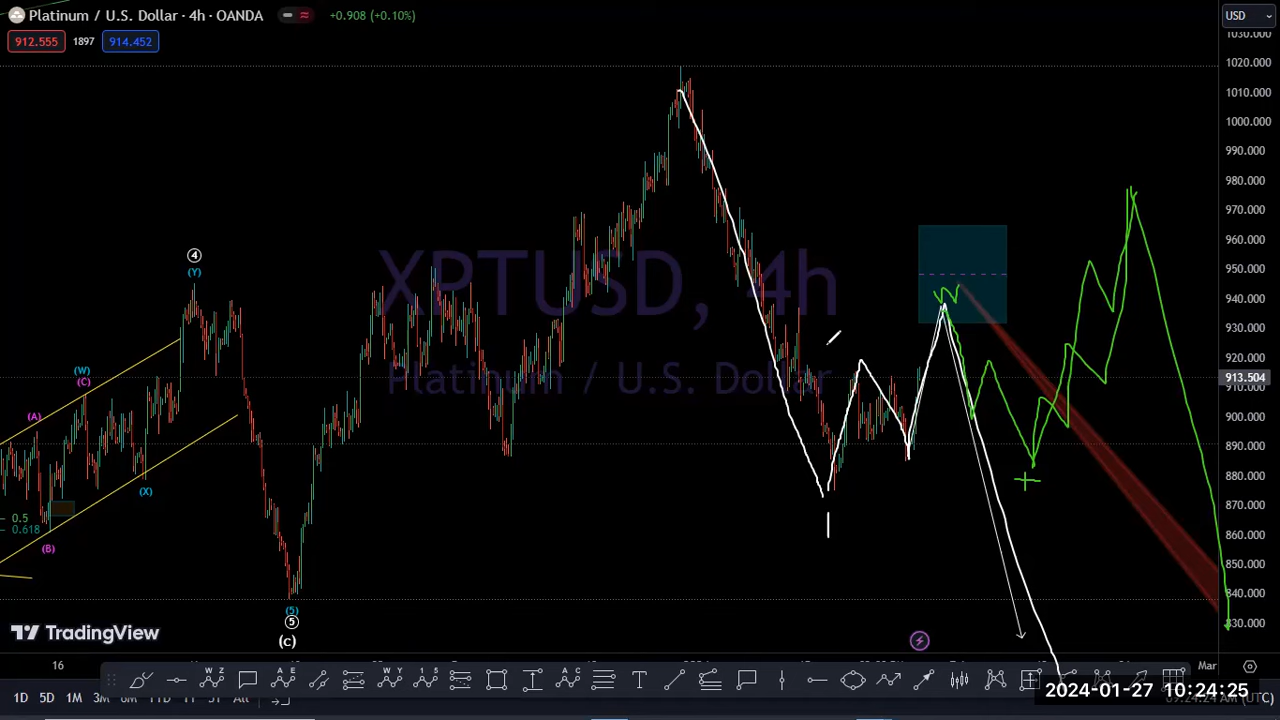 Platinum / U.S. Dollar · 4h · OANDA
+0.908 (+0.10%)
USD
912.555
1897
914.452
XPTUSD, 4h
Platinum / U.S. Dollar
1030.000
1020.000
1010.000
1000.000
990.000
980.000
970.000
960.000
950.000
940.000
930.000
920.000
913.504
910.000
900.000
890.000
880.000
870.000
860.000
850.000
840.000
830.000
4
(Y)
(W)
(C)
(A)
(X)
(B)
0.5
0.618
(5)
5
(c)
TradingView
16
Mar
W Z
A E
W Y
1 5
A C
T
1D 5D 1M 3M 6M
All
2024-01-27 10:24:25